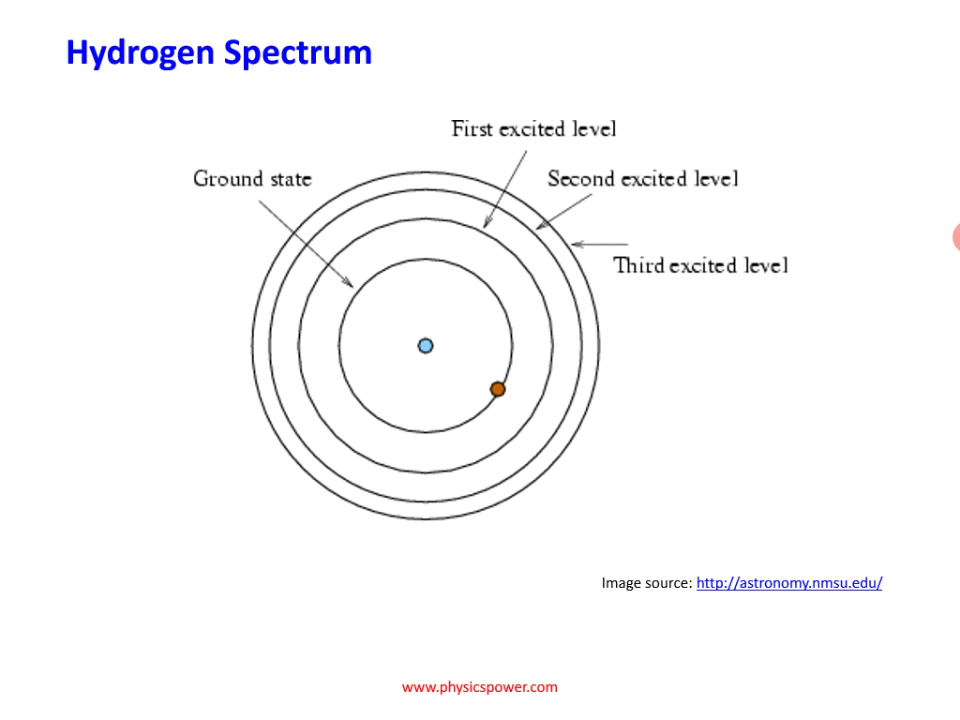 Hydrogen Spectrum
First excited level
Ground state
Second excited level
Third excited level
Image source: http://astronomy.nmsu.edu/
www.physicspower.com